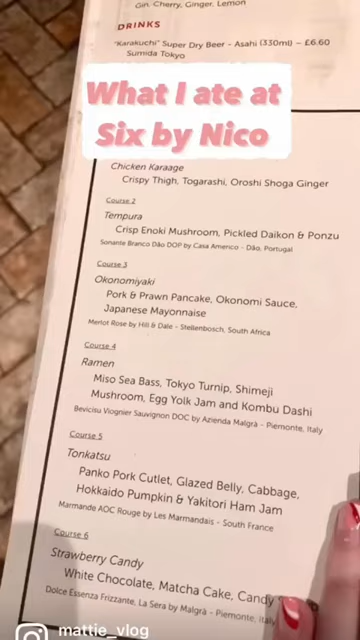 Gin, Cherry, Ginger, Lemon
DRINKS
"Karakuchi" Super Dry Beer - Asahi (330ml) - £6.60
Sumida Tokyo
What I ate at
Six by Nico
Chicken Karaage
Crispy Thigh, Togarashi, Oroshi Shoga Ginger
Course 2
Tempura
Crisp Enoki Mushroom, Pickled Daikon & Ponzu
Sonante Branco Dão DOP by Casa Americo - Dão, Portugal
Course 3
Okonomiyaki
Pork & Prawn Pancake, Okonomi Sauce,
Japanese Mayonnaise
Merlot Rose by Hill & Dale - Stellenbosch, South Africa
Course 4
Ramen
Miso Sea Bass, Tokyo Turnip, Shimeji
Mushroom, Egg Yolk Jam and Kombu Dashi
Bevicisu Viognier Sauvignon DOC by Azienda Malgrà - Piemonte, Italy
Course 5
Tonkatsu
Panko Pork Cutlet, Glazed Belly, Cabbage,
Hokkaido Pumpkin & Yakitori Ham Jam
Marmande AOC Rouge by Les Marmandais - South France
Course 6
Strawberry Candy
White Chocolate, Matcha Cake, Candy
Dolce Essenza Frizzante, La Sera by Malgrà - Piemonte, Italy
mattie_vlog